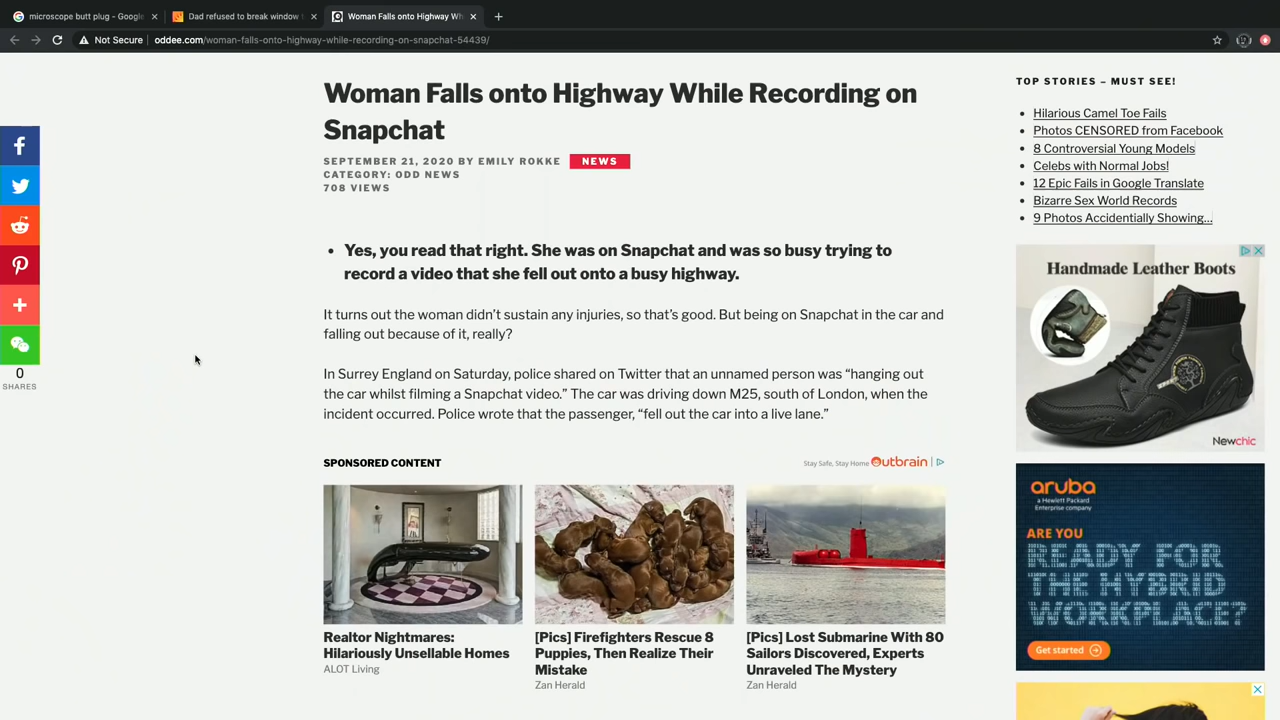 microscope butt plug - Google
Dad refused to break window
Woman Falls onto Highway Wh
Not Secure
oddee.com/woman-falls-onto-highway-while-recording-on-snapchat-54439/
Woman Falls onto Highway While Recording on
Snapchat
SEPTEMBER 21, 2020 BY EMILY ROKKE NEWS
CATEGORY: ODD NEWS
708 VIEWS
• Yes, you read that right. She was on Snapchat and was so busy trying to
record a video that she fell out onto a busy highway.
It turns out the woman didn’t sustain any injuries, so that’s good. But being on Snapchat in the car and
falling out because of it, really?
In Surrey England on Saturday, police shared on Twitter that an unnamed person was “hanging out
the car whilst filming a Snapchat video.” The car was driving down M25, south of London, when the
incident occurred. Police wrote that the passenger, “fell out the car into a live lane.”
0
SHARES
SPONSORED CONTENT
Stay Safe, Stay Home Outbrain
Realtor Nightmares:
Hilariously Unsellable Homes
ALOT Living
[Pics] Firefighters Rescue 8
Puppies, Then Realize Their
Mistake
Zan Herald
[Pics] Lost Submarine With 80
Sailors Discovered, Experts
Unraveled The Mystery
Zan Herald
TOP STORIES – MUST SEE!
• Hilarious Camel Toe Fails
• Photos CENSORED from Facebook
• 8 Controversial Young Models
• Celebs with Normal Jobs!
• 12 Epic Fails in Google Translate
• Bizarre Sex World Records
• 9 Photos Accidentially Showing...
Handmade Leather Boots
Newchic
aruba
a Hewlett Packard
Enterprise company
ARE YOU
Get started